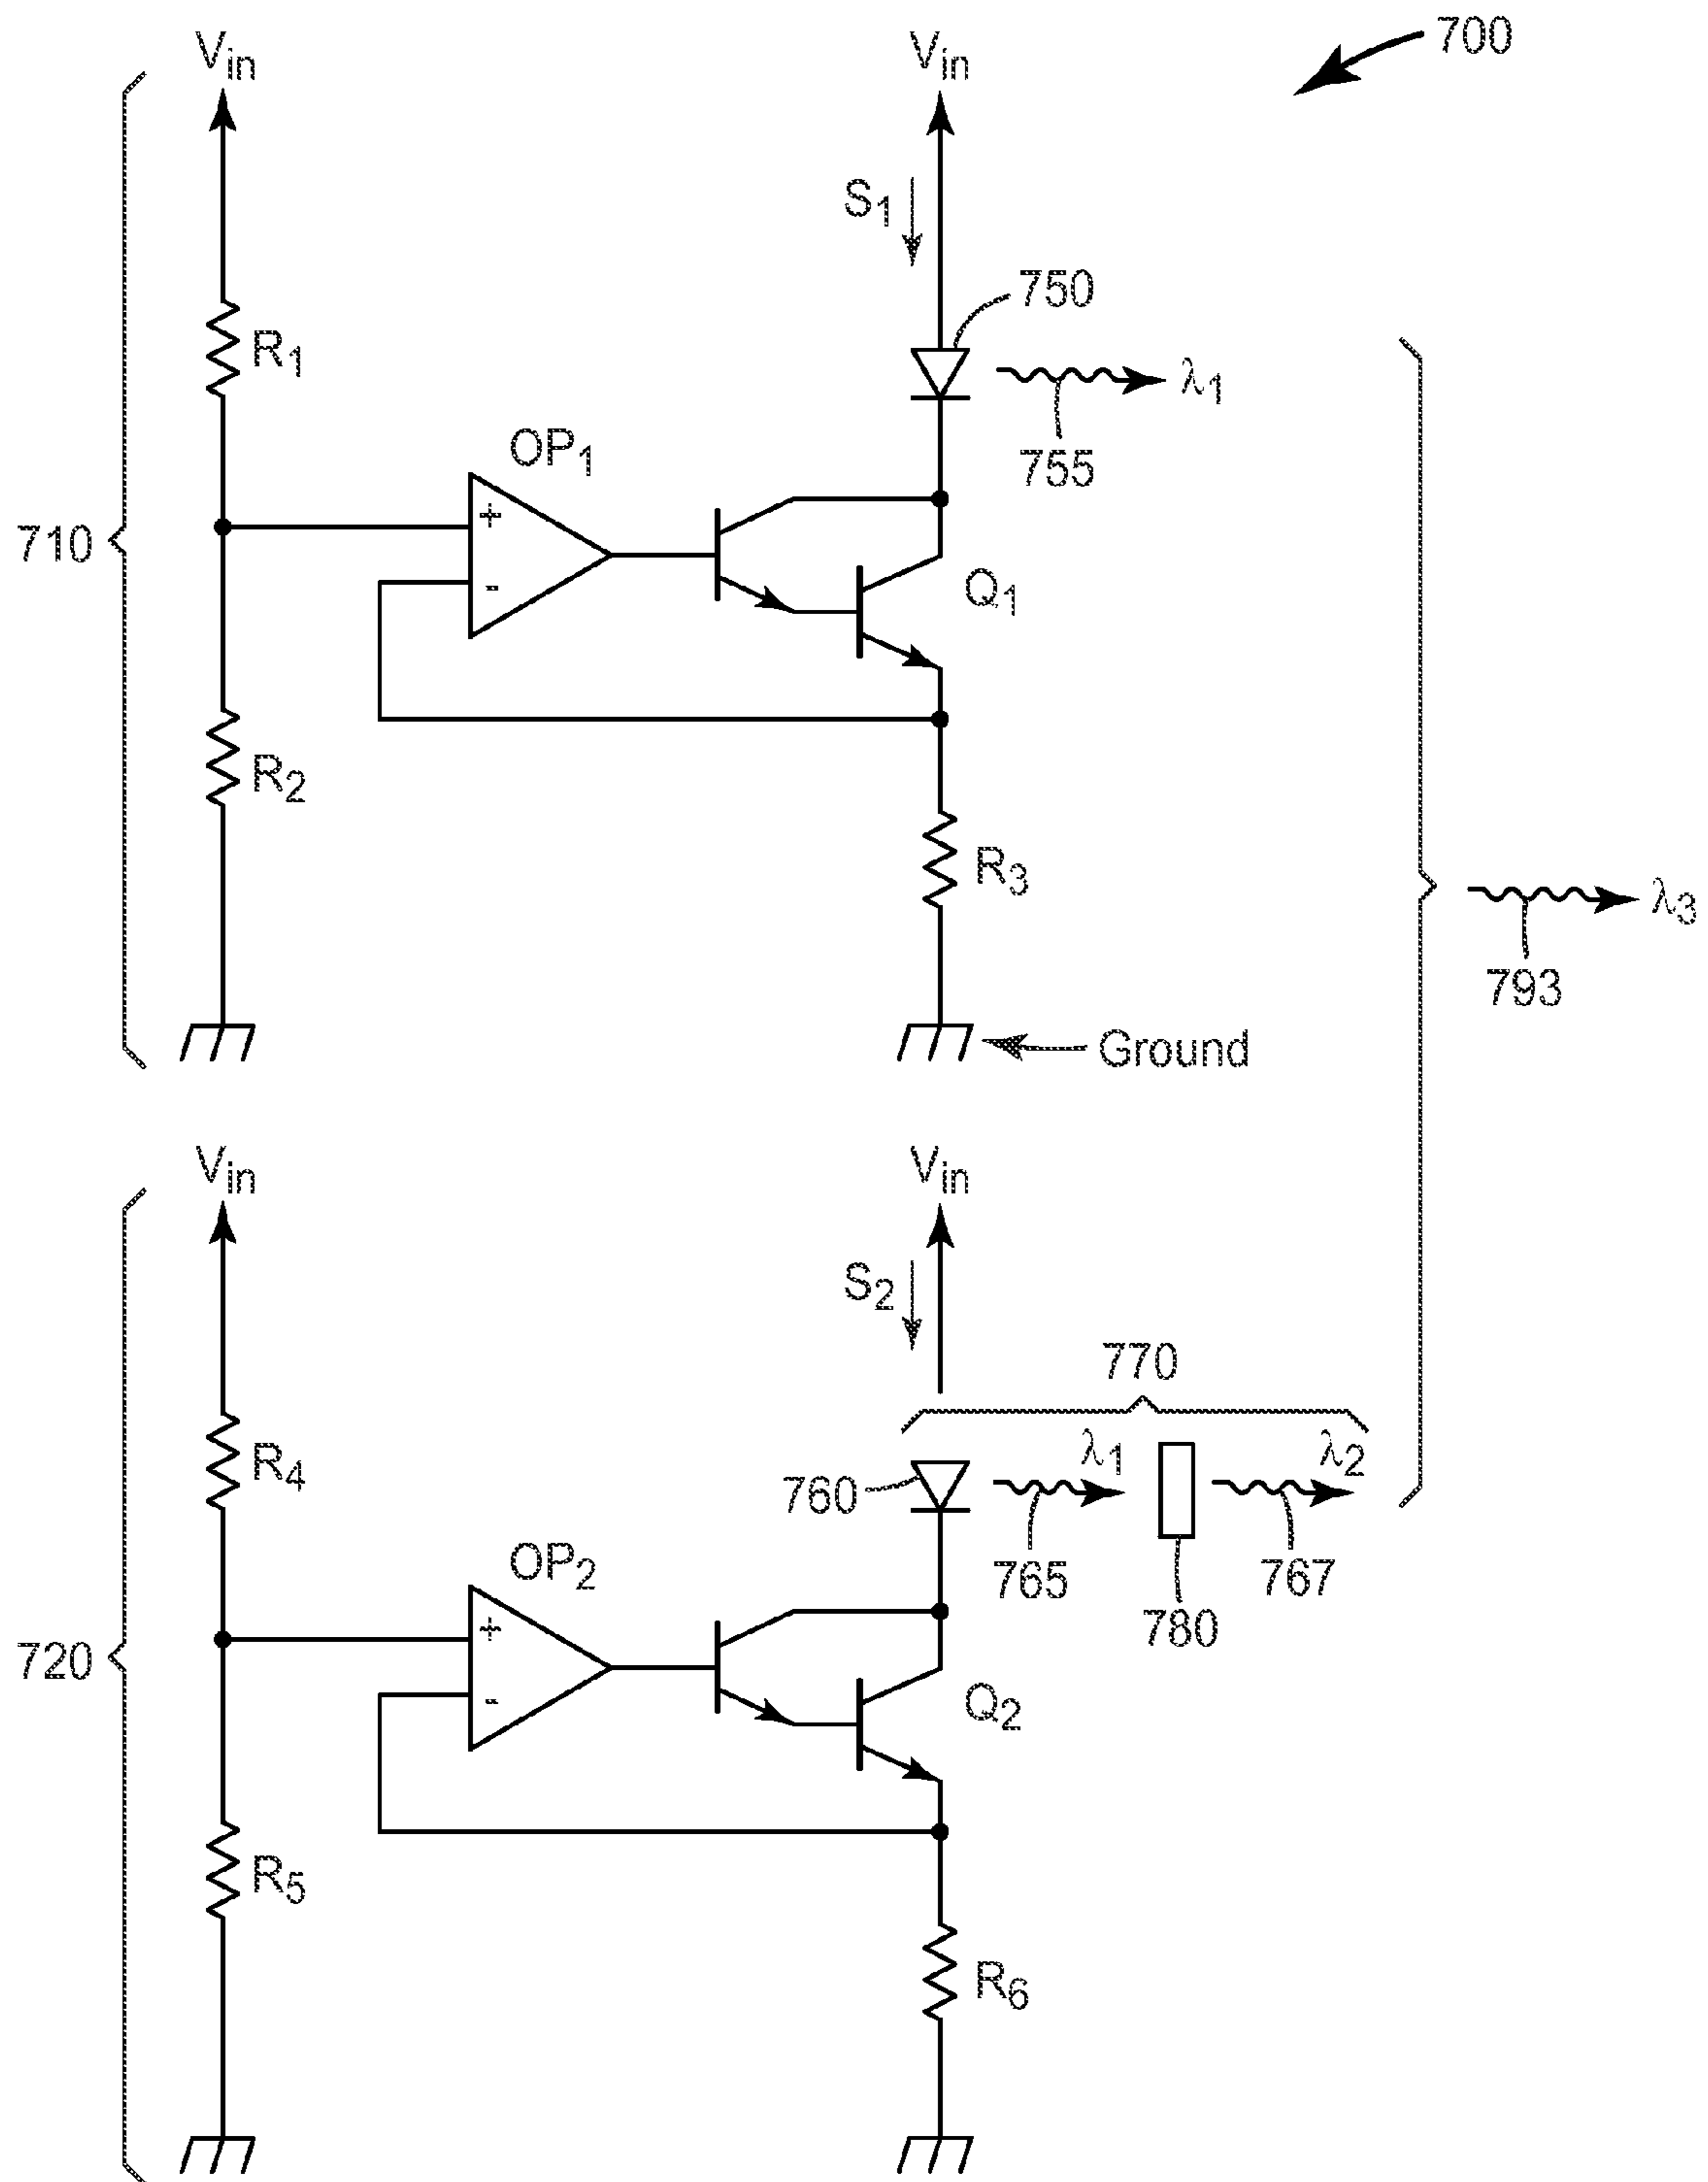 700
Vin
Vin
S1
750
R1
λ1
755
OP1
+
-
710
Q1
R2
R3
λ3
793
Ground
Vin
Vin
S2
770
R4
760
λ1
λ2
765
780
767
OP2
+
-
720
Q2
R5
R6